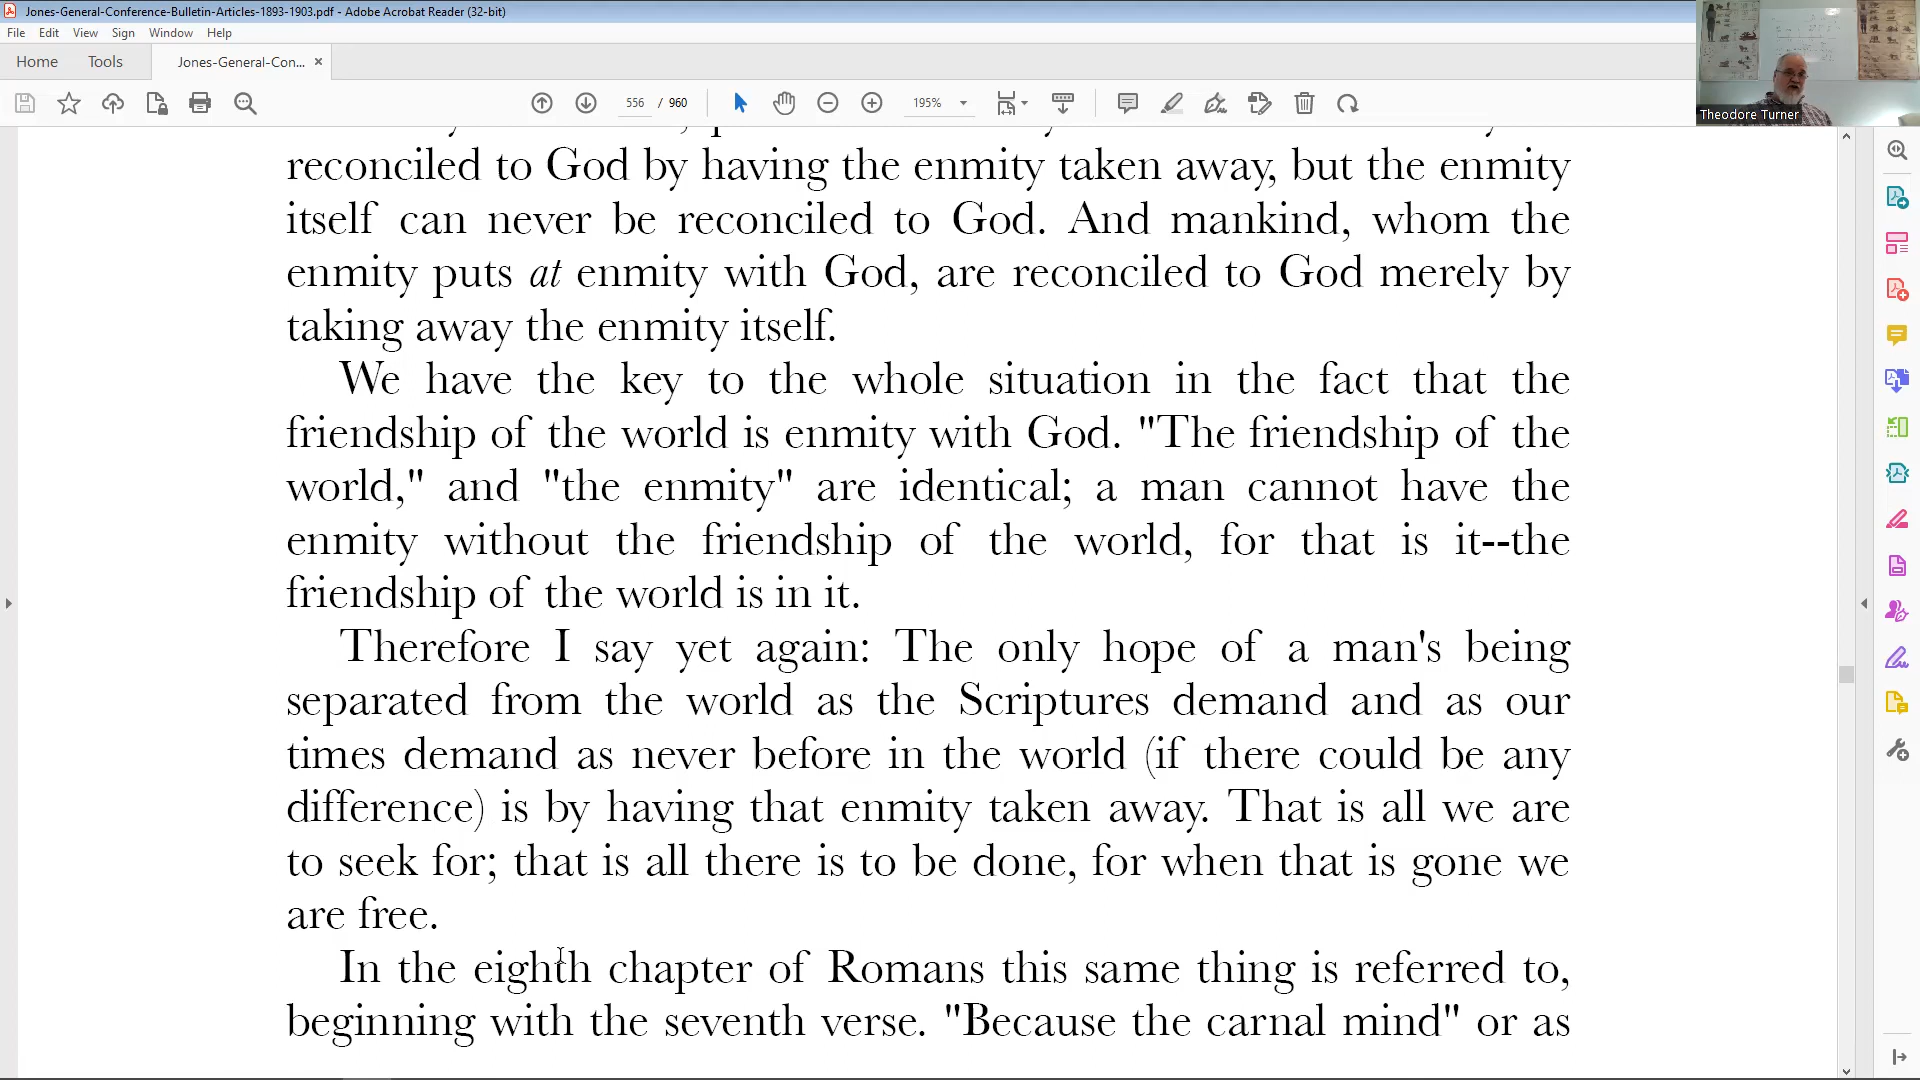 Jones-General-Conference-Bulletin-Articles-1893-1903.pdf - Adobe Acrobat Reader (32-bit)
File Edit View Sign Window Help
Home Tools Jones-General-Con... ×
556 / 960 195%
Theodore Turner
reconciled to God by having the enmity taken away, but the enmity
itself can never be reconciled to God. And mankind, whom the
enmity puts at enmity with God, are reconciled to God merely by
taking away the enmity itself.
We have the key to the whole situation in the fact that the
friendship of the world is enmity with God. "The friendship of the
world," and "the enmity" are identical; a man cannot have the
enmity without the friendship of the world, for that is it--the
friendship of the world is in it.
Therefore I say yet again: The only hope of a man's being
separated from the world as the Scriptures demand and as our
times demand as never before in the world (if there could be any
difference) is by having that enmity taken away. That is all we are
to seek for; that is all there is to be done, for when that is gone we
are free.
In the eighth chapter of Romans this same thing is referred to,
beginning with the seventh verse. "Because the carnal mind" or as